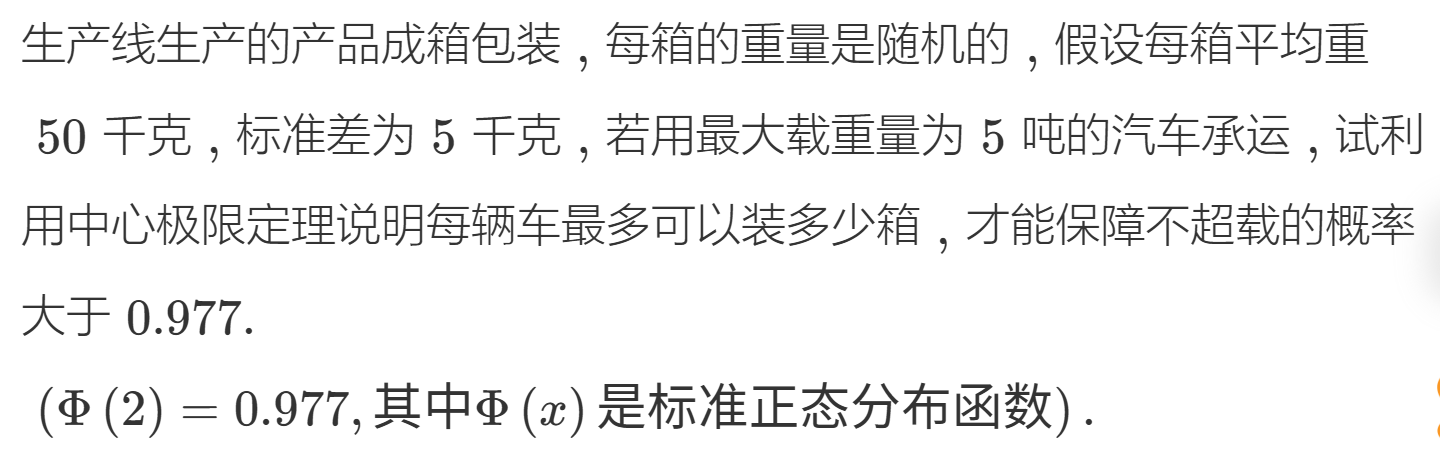 生产线生产的产品成箱包装，每箱的重量是随机的，假设每箱平均重
50 千克，标准差为 5 千克，若用最大载重量为 5 吨的汽车承运，试利
用中心极限定理说明每辆车最多可以装多少箱，才能保障不超载的概率
大于 0.977.
(Φ(2) = 0.977, 其中Φ(x)是标准正态分布函数).